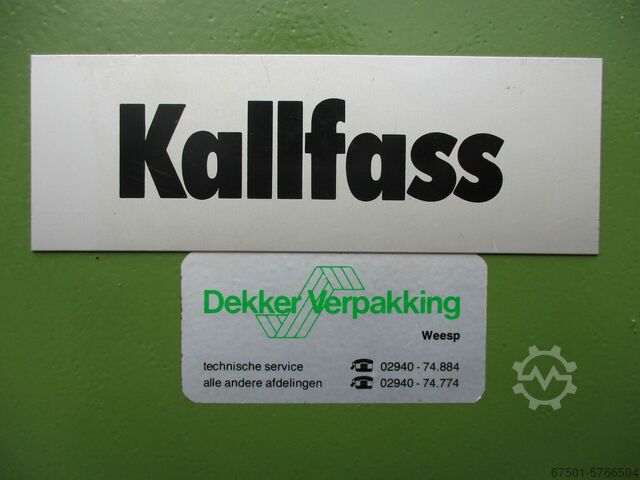 Kallfass
Dekker Verpakking
Weesp
technische service ☎ 02940 - 74.884
alle andere afdelingen ☎ 02940 - 74.774
67501-5766504